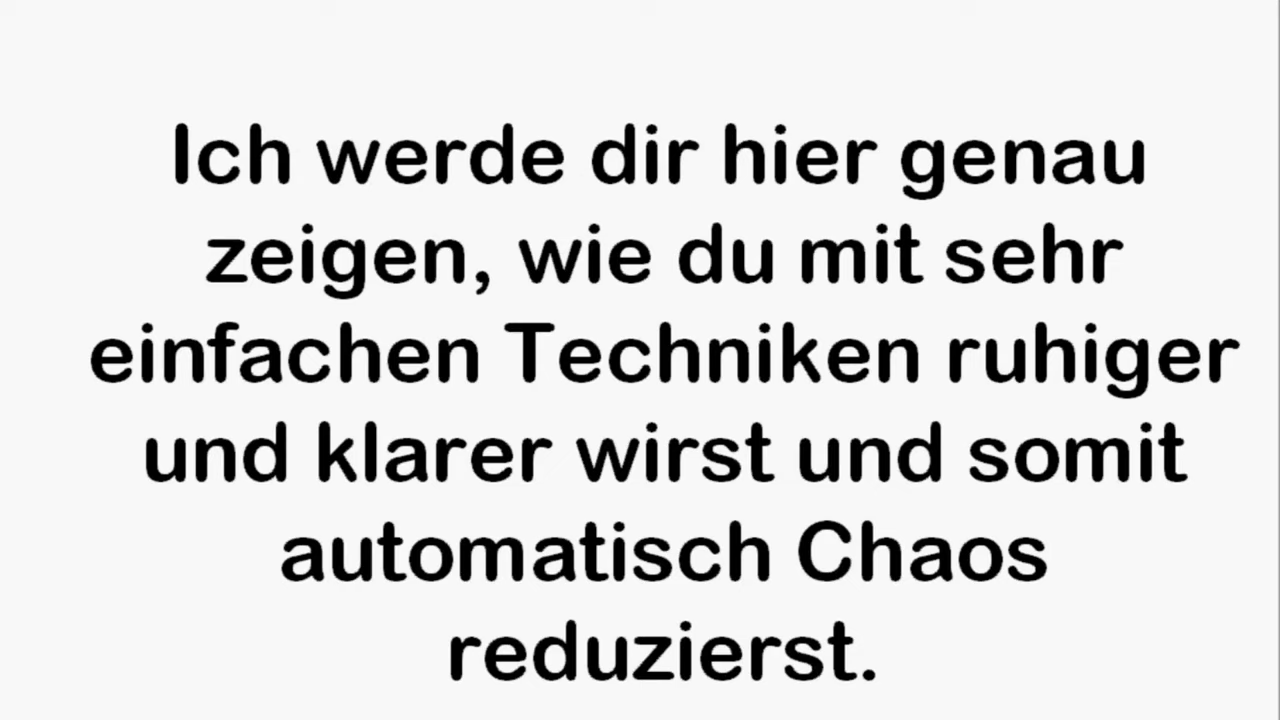 Ich werde dir hier genau
zeigen, wie du mit sehr
einfachen Techniken ruhiger
und klarer wirst und somit
automatisch Chaos
reduzierst.